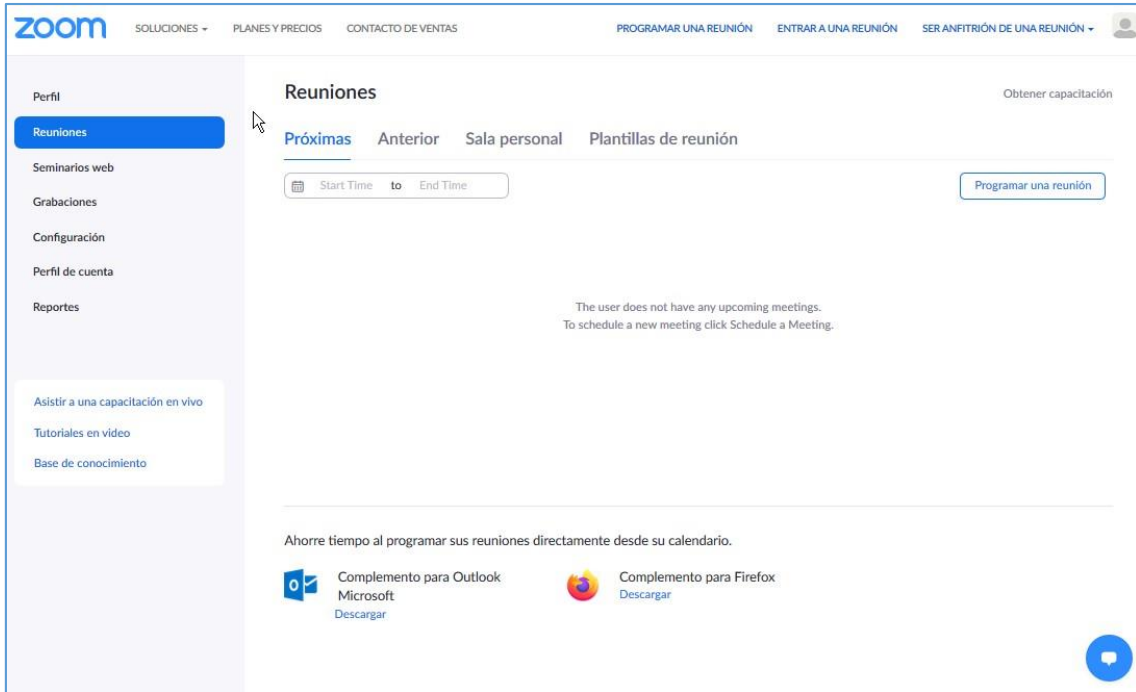 zoom SOLUCIONES PLANES Y PRECIOS CONTACTO DE VENTAS PROGRAMAR UNA REUNIÓN ENTRAR A UNA REUNIÓN SER ANFITRIÓN DE UNA REUNIÓN
Perfil
Reuniones
Seminarios web
Grabaciones
Configuración
Perfil de cuenta
Reportes
Asistir a una capacitación en vivo
Tutoriales en video
Base de conocimiento
Reuniones
Obtener capacitación
Próximas Anterior Sala personal Plantillas de reunión
Start Time to End Time
Programar una reunión
The user does not have any upcoming meetings.
To schedule a new meeting click Schedule a Meeting.
Ahorre tiempo al programar sus reuniones directamente desde su calendario.
Complemento para Outlook
Microsoft
Descargar
Complemento para Firefox
Descargar